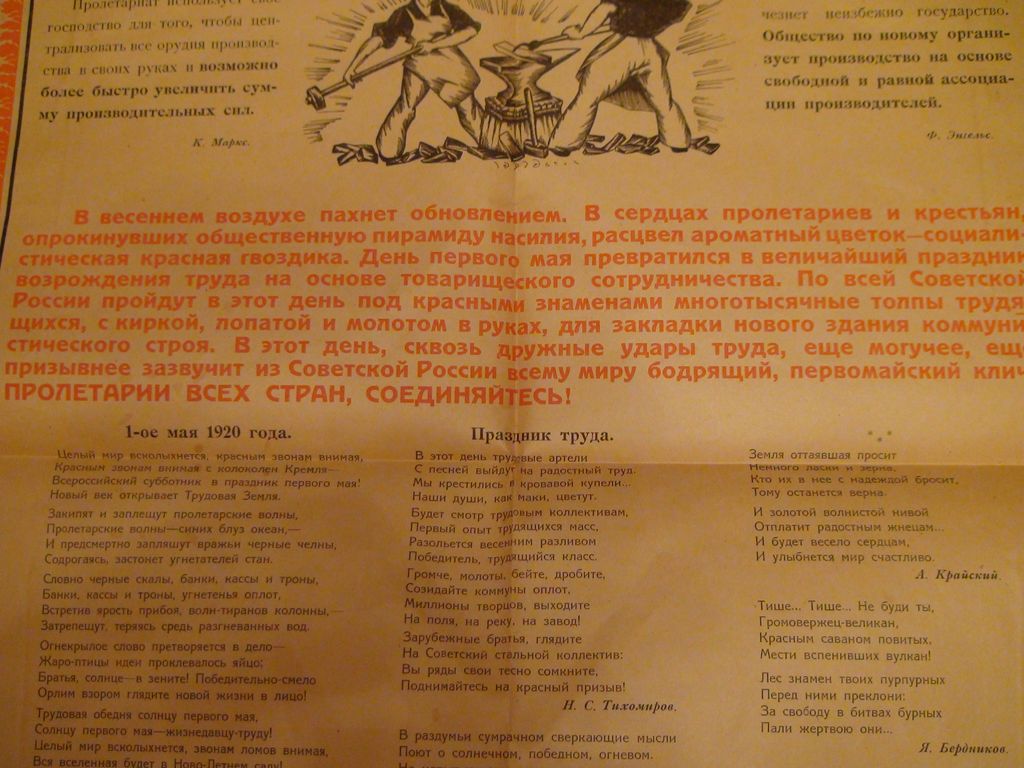 Пролетариат использует свое
господство для того, чтобы цен-
трализовать все орудия производ-
ства в своих руках и возможно
более быстро увеличить сум-
му производительных сил.
К. Маркс.
чезнет неизбежно государство.
Общество по новому органи-
зует производство на основе
свободной и равной ассоциа-
ции производителей.
Ф. Энгельс.
В весеннем воздухе пахнет обновлением. В сердцах пролетариев и крестьян,
опрокинувших общественную пирамиду насилия, расцвел ароматный цветок—социали-
стическая красная гвоздика. День первого мая превратился в величайший праздник
возрождения труда на основе товарищеского сотрудничества. По всей Советской
России пройдут в этот день под красными знаменами многотысячные толпы трудя-
щихся, с киркой, лопатой и молотом в руках, для закладки нового здания коммуни-
стического строя. В этот день, сквозь дружные удары труда, еще могучее, еще
призывнее зазвучит из Советской России всему миру бодрящий, первомайский клич
ПРОЛЕТАРИИ ВСЕХ СТРАН, СОЕДИНЯЙТЕСЬ!
1-ое мая 1920 года.
Целый мир всколыхнется, красным звонам внимая,
Красным звонам внимая с колоколен Кремля—
Всероссийский субботник в праздник первого мая!
Новый век открывает Трудовая Земля.
Закипят и заплещут пролетарские волны,
Пролетарские волны—синих блуз океан,—
И предсмертно запляшут вражьи черные челны,
Содрогаясь, застонет угнетателей стан.
Словно черные скалы, банки, кассы и троны,
Банки, кассы и троны, угнетенья оплот,
Встретив ярость прибоя, волн-тиранов колонны,—
Затрепещут, теряясь средь разгневанных вод.
Огнекрылое слово претворяется в дело—
Жаро-птицы идеи проклевалось яйцо;
Братья, солнце—в зените! Победительно-смело
Орлим взором глядите новой жизни в лицо!
Трудовая обедня солнцу первого мая,
Солнцу первого мая—жизнедавцу-труду!
Целый мир всколыхнется, звонам ломов внимая,
Вся вселенная будет в Ново-Летнем саду!
Праздник труда.
В этот день трудовые артели
С песней выйдут на радостный труд.
Мы крестились в кровавой купели...
Наши души, как маки, цветут.
Будет смотр трудовым коллективам,
Первый опыт трудящихся масс,
Разольется весенним разливом
Победитель, трудящийся класс.
Громче, молоты, бейте, дробите,
Созидайте коммуны оплот,
Миллионы творцов, выходите
На поля, на реку, на завод!
Зарубежные братья, глядите
На Советский стальной коллектив:
Вы ряды свои тесно сомкните,
Поднимайтесь на красный призыв!
Н. С. Тихомиров.
В раздумьи сумрачном сверкающие мысли
Поют о солнечном, победном, огневом.
Земля оттаявшая просит
Немного ласки и зерна.
Кто их в нее с надеждой бросит,
Тому останется верна.
И золотой волнистой нивой
Отплатит радостным жнецам...
И будет весело сердцам,
И улыбнется мир счастливо.
А. Крайский.
Тише... Тише... Не буди ты,
Громовержец-великан,
Красным саваном повитых,
Мести вспенивших вулкан!
Лес знамен твоих пурпурных
Перед ними преклони:
За свободу в битвах бурных
Пали жертвою они...
Я. Бердников.